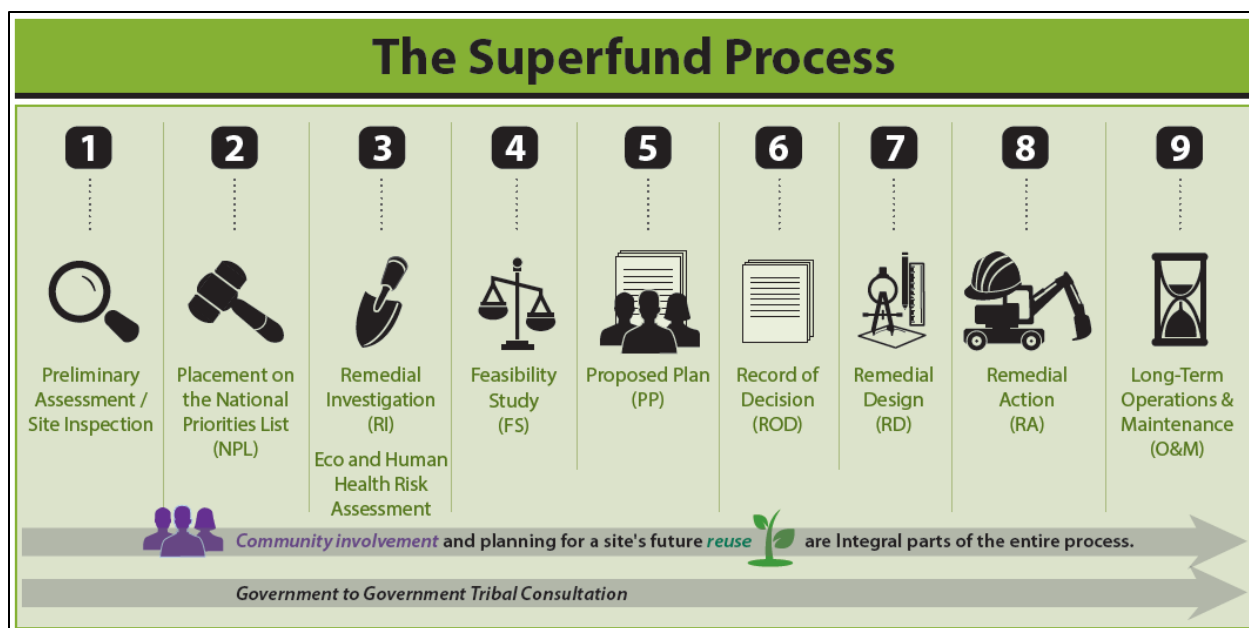 The Superfund Process
1
2
3
4
5
6
7
8
9
Preliminary
Assessment /
Site Inspection
Placement on
the National
Priorities List
(NPL)
Remedial
Investigation
(RI)
Eco and Human
Health Risk
Assessment
Feasibility
Study
(FS)
Proposed Plan
(PP)
Record of
Decision
(ROD)
Remedial
Design
(RD)
Remedial
Action
(RA)
Long-Term
Operations &
Maintenance
(O&M)
Community involvement and planning for a site's future reuse are Integral parts of the entire process.
Government to Government Tribal Consultation